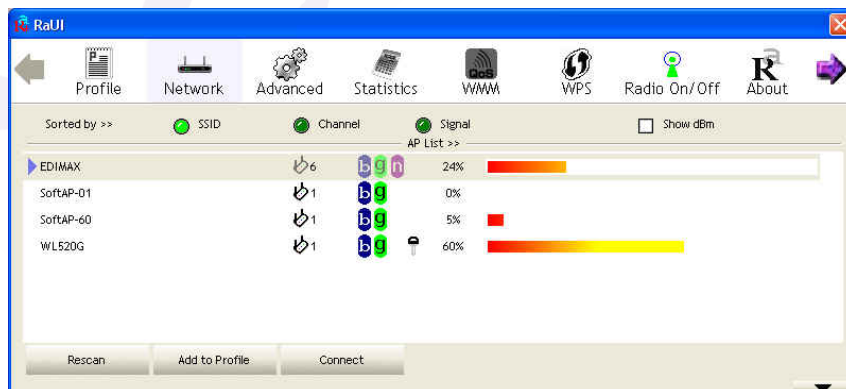 RaUI
Profile Network Advanced Statistics QoS WMM WPS Radio On/Off Ra About
Sorted by >> SSID Channel Signal Show dBm
AP List >>
EDIMAX 6 b g n 24%
SoftAP-01 1 b g 0%
SoftAP-60 1 b g 5%
WL520G 1 b g 60%
Rescan Add to Profile Connect